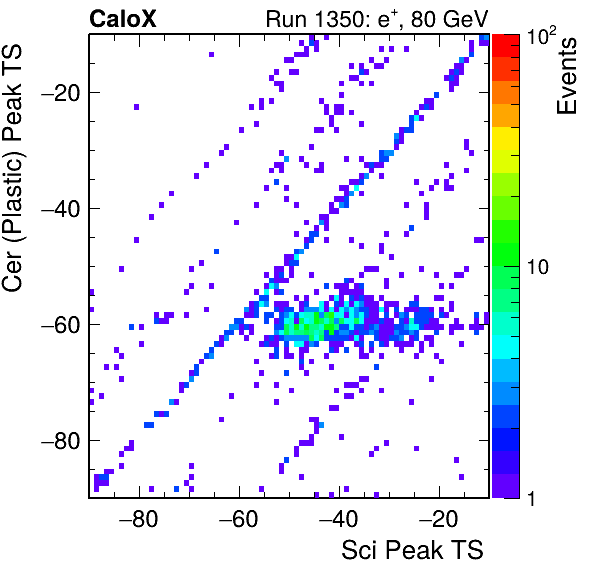 CaloX Run 1350: e⁺, 80 GeV
Cer (Plastic) Peak TS
−20
−40
−60
−80
−80 −60 −40 −20
Sci Peak TS
10²
10
1
Events